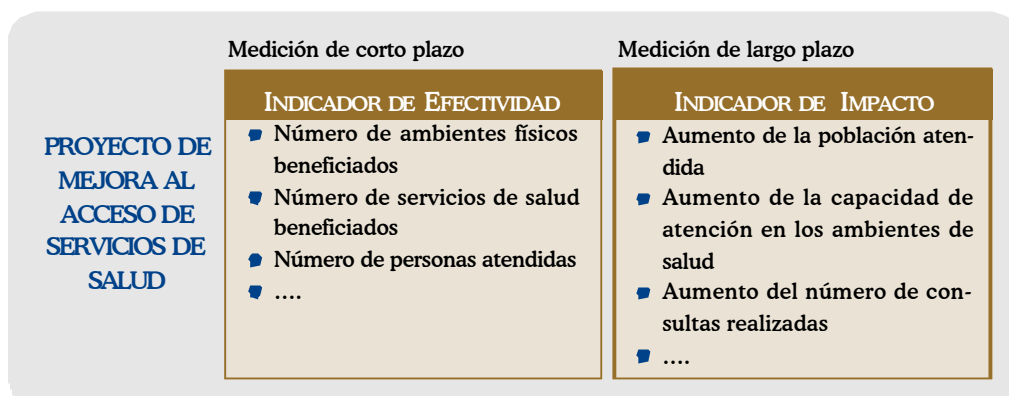 PROYECTO DE
MEJORA AL
ACCESO DE
SERVICIOS DE
SALUD
Medición de corto plazo
INDICADOR DE EFECTIVIDAD
Número de ambientes físicos
beneficiados
Número de servicios de salud
beneficiados
Número de personas atendidas
....
Medición de largo plazo
INDICADOR DE IMPACTO
Aumento de la población aten-
dida
Aumento de la capacidad de
atención en los ambientes de
salud
Aumento del número de con-
sultas realizadas
....